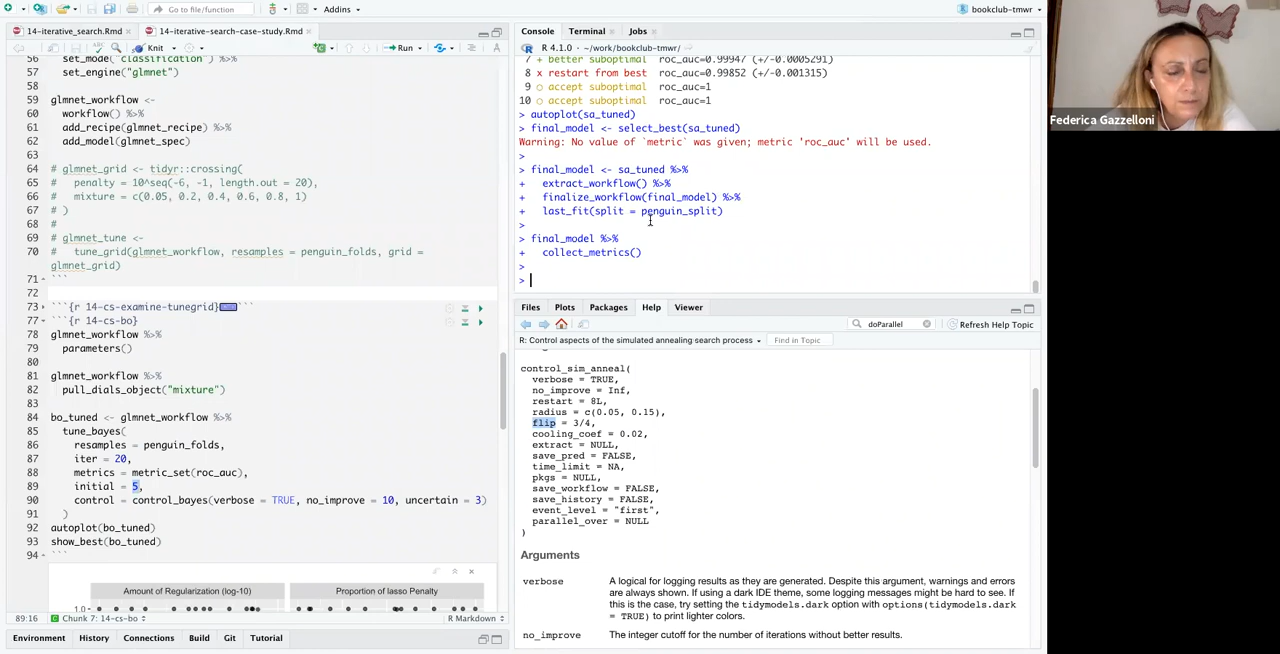 Go to file/function
Addins
bookclub-tmwr
14-iterative_search.Rmd
14-iterative-search-case-study.Rmd
Knit
Run
56 set_mode("classification") %>%
57 set_engine("glmnet")
58
59 glmnet_workflow <-
60 workflow() %>%
61 add_recipe(glmnet_recipe) %>%
62 add_model(glmnet_spec)
63
64 # glmnet_grid <- tidyr::crossing(
65 # penalty = 10^seq(-6, -1, length.out = 20),
66 # mixture = c(0.05, 0.2, 0.4, 0.6, 0.8, 1)
67 # )
68 #
69 # glmnet_tune <-
70 # tune_grid(glmnet_workflow, resamples = penguin_folds, grid =
glmnet_grid)
71 ```
72
73 ```{r 14-cs-examine-tunegrid} ```
77 ```{r 14-cs-bo}
78 glmnet_workflow %>%
79 parameters()
80
81 glmnet_workflow %>%
82 pull_dials_object("mixture")
83
84 bo_tuned <- glmnet_workflow %>%
85 tune_bayes(
86 resamples = penguin_folds,
87 iter = 20,
88 metrics = metric_set(roc_auc),
89 initial = 5,
90 control = control_bayes(verbose = TRUE, no_improve = 10, uncertain = 3)
91 )
92 autoplot(bo_tuned)
93 show_best(bo_tuned)
94 ```
Amount of Regularization (log-10)
Proportion of lasso Penalty
1.0
89:16
Chunk 7: 14-cs-bo
R Markdown
Environment
History
Connections
Build
Git
Tutorial
Console
Terminal
Jobs
R 4.1.0 · ~/work/bookclub-tmwr/
7 + better suboptimal roc_auc=0.99947 (+/-0.0005291)
8 x restart from best roc_auc=0.99852 (+/-0.001315)
9 ○ accept suboptimal roc_auc=1
10 ○ accept suboptimal roc_auc=1
> autoplot(sa_tuned)
> final_model <- select_best(sa_tuned)
Warning: No value of `metric` was given; metric 'roc_auc' will be used.
>
> final_model <- sa_tuned %>%
+ extract_workflow() %>%
+ finalize_workflow(final_model) %>%
+ last_fit(split = penguin_split)
>
> final_model %>%
+ collect_metrics()
>
>
Files
Plots
Packages
Help
Viewer
doParallel
Refresh Help Topic
R: Control aspects of the simulated annealing search process
Find in Topic
control_sim_anneal(
verbose = TRUE,
no_improve = Inf,
restart = 8L,
radius = c(0.05, 0.15),
flip = 3/4,
cooling_coef = 0.02,
extract = NULL,
save_pred = FALSE,
time_limit = NA,
pkgs = NULL,
save_workflow = FALSE,
save_history = FALSE,
event_level = "first",
parallel_over = NULL
)
Arguments
verbose A logical for logging results as they are generated. Despite this argument, warnings and errors
are always shown. If using a dark IDE theme, some logging messages might be hard to see. If
this is the case, try setting the tidymodels.dark option with options(tidymodels.dark
= TRUE) to print lighter colors.
no_improve The integer cutoff for the number of iterations without better results.
Federica Gazzelloni